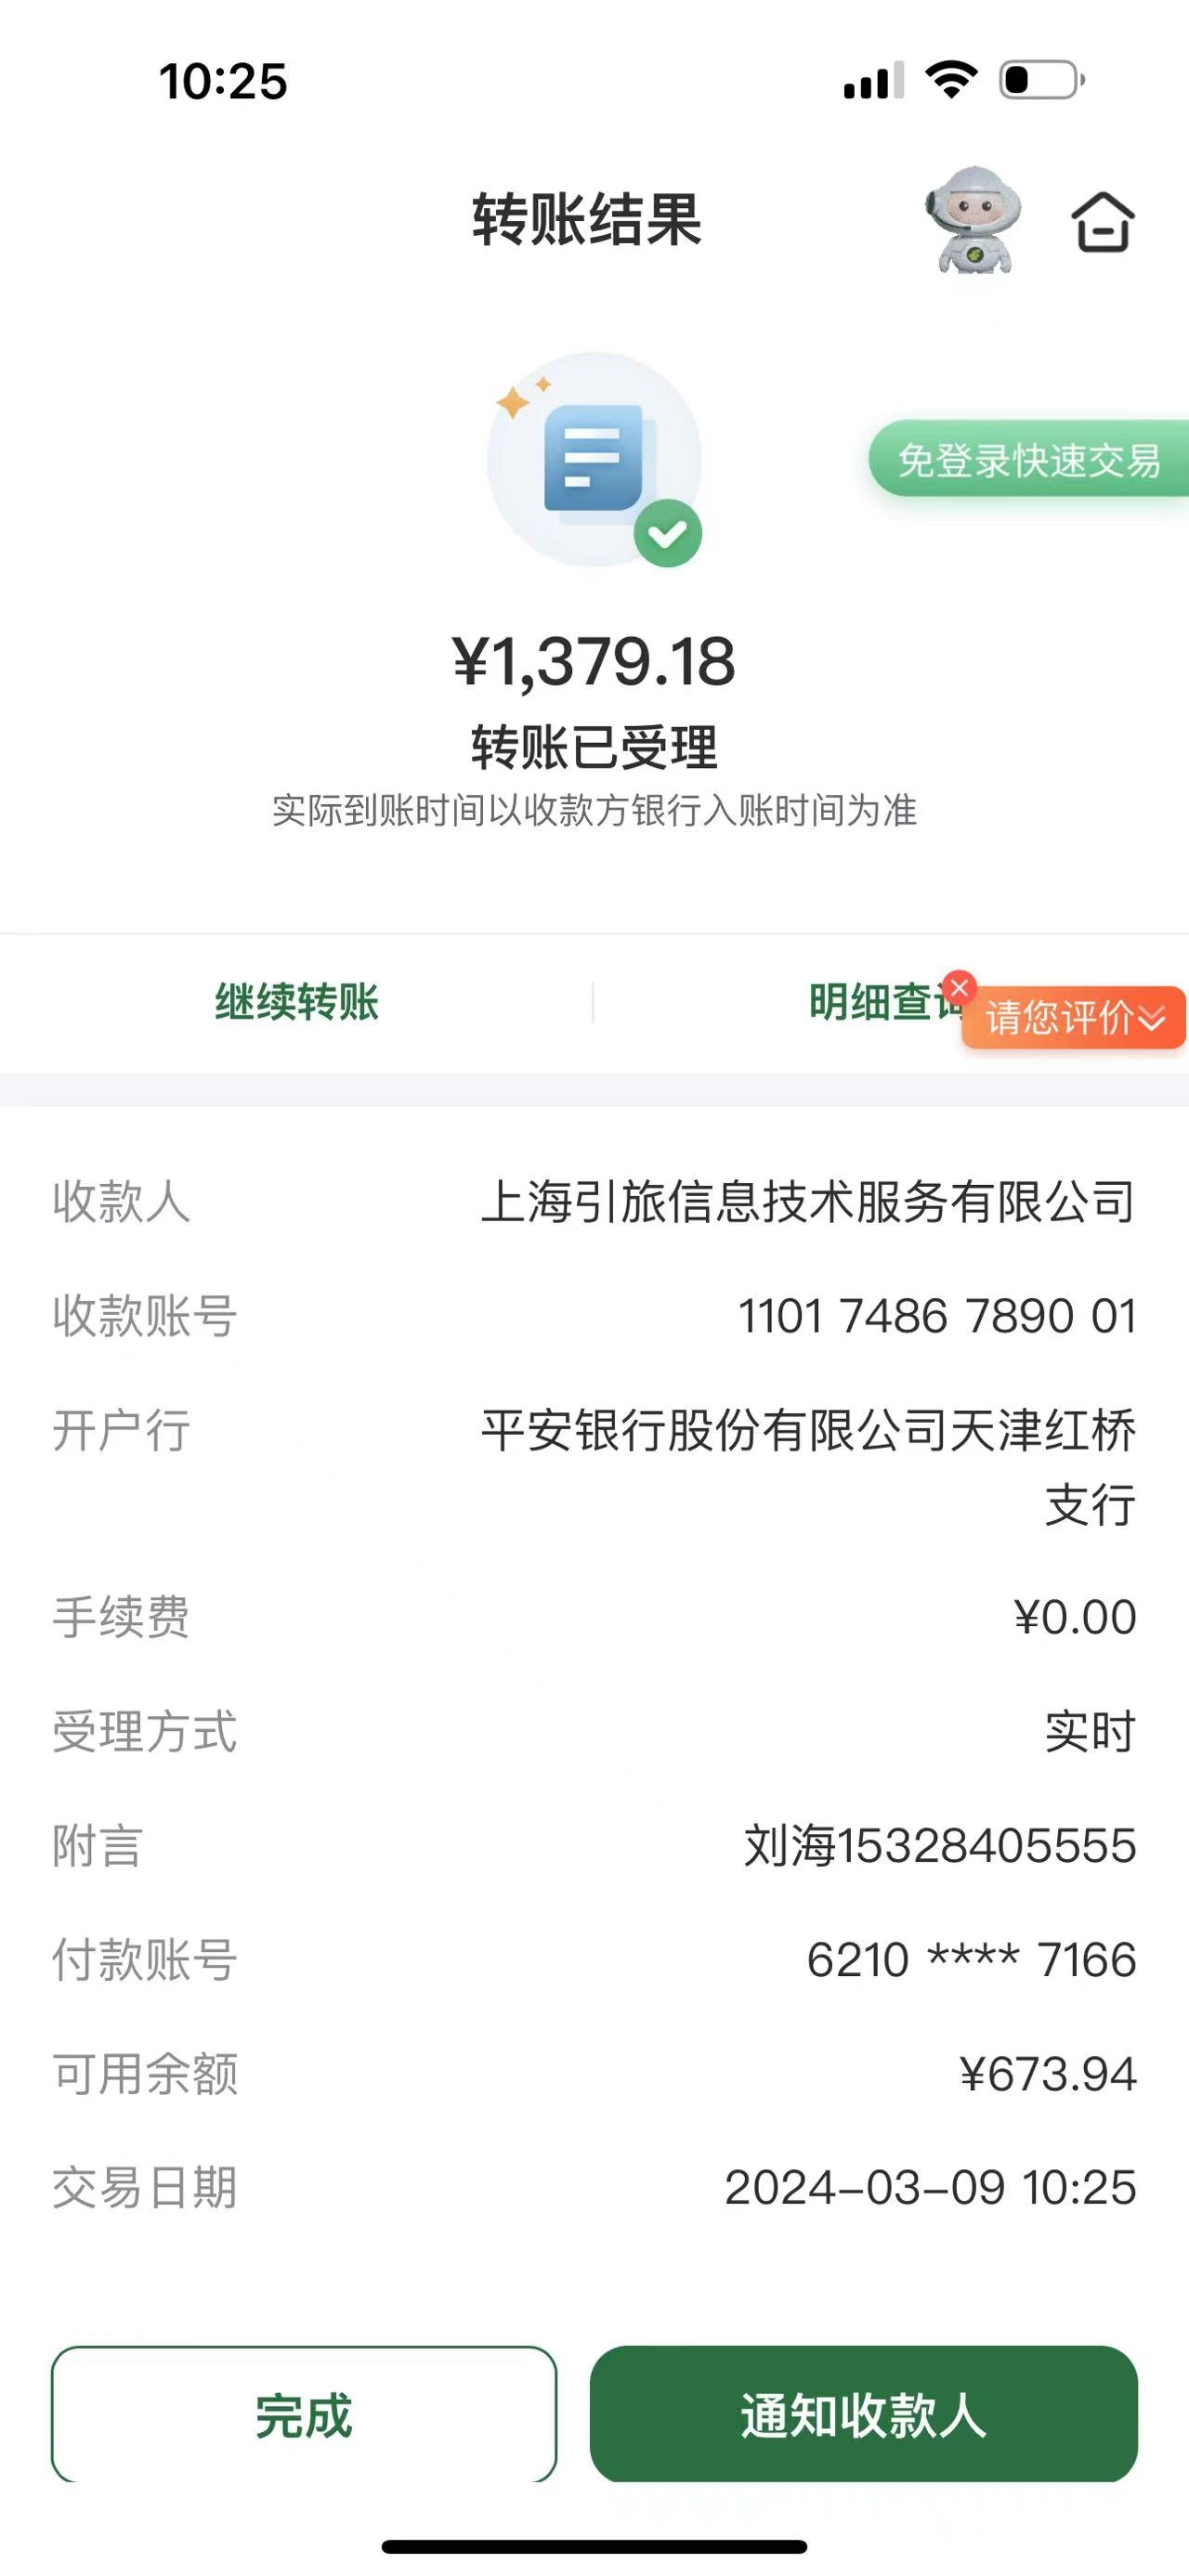 10:25
转账结果
免登录快速交易
¥1,379.18
转账已受理
实际到账时间以收款方银行入账时间为准
继续转账
明细查询
请您评价
收款人 上海引旅信息技术服务有限公司
收款账号 1101 7486 7890 01
开户行 平安银行股份有限公司天津红桥
支行
手续费 ¥0.00
受理方式 实时
附言 刘海15328405555
付款账号 6210 **** 7166
可用余额 ¥673.94
交易日期 2024-03-09 10:25
完成
通知收款人